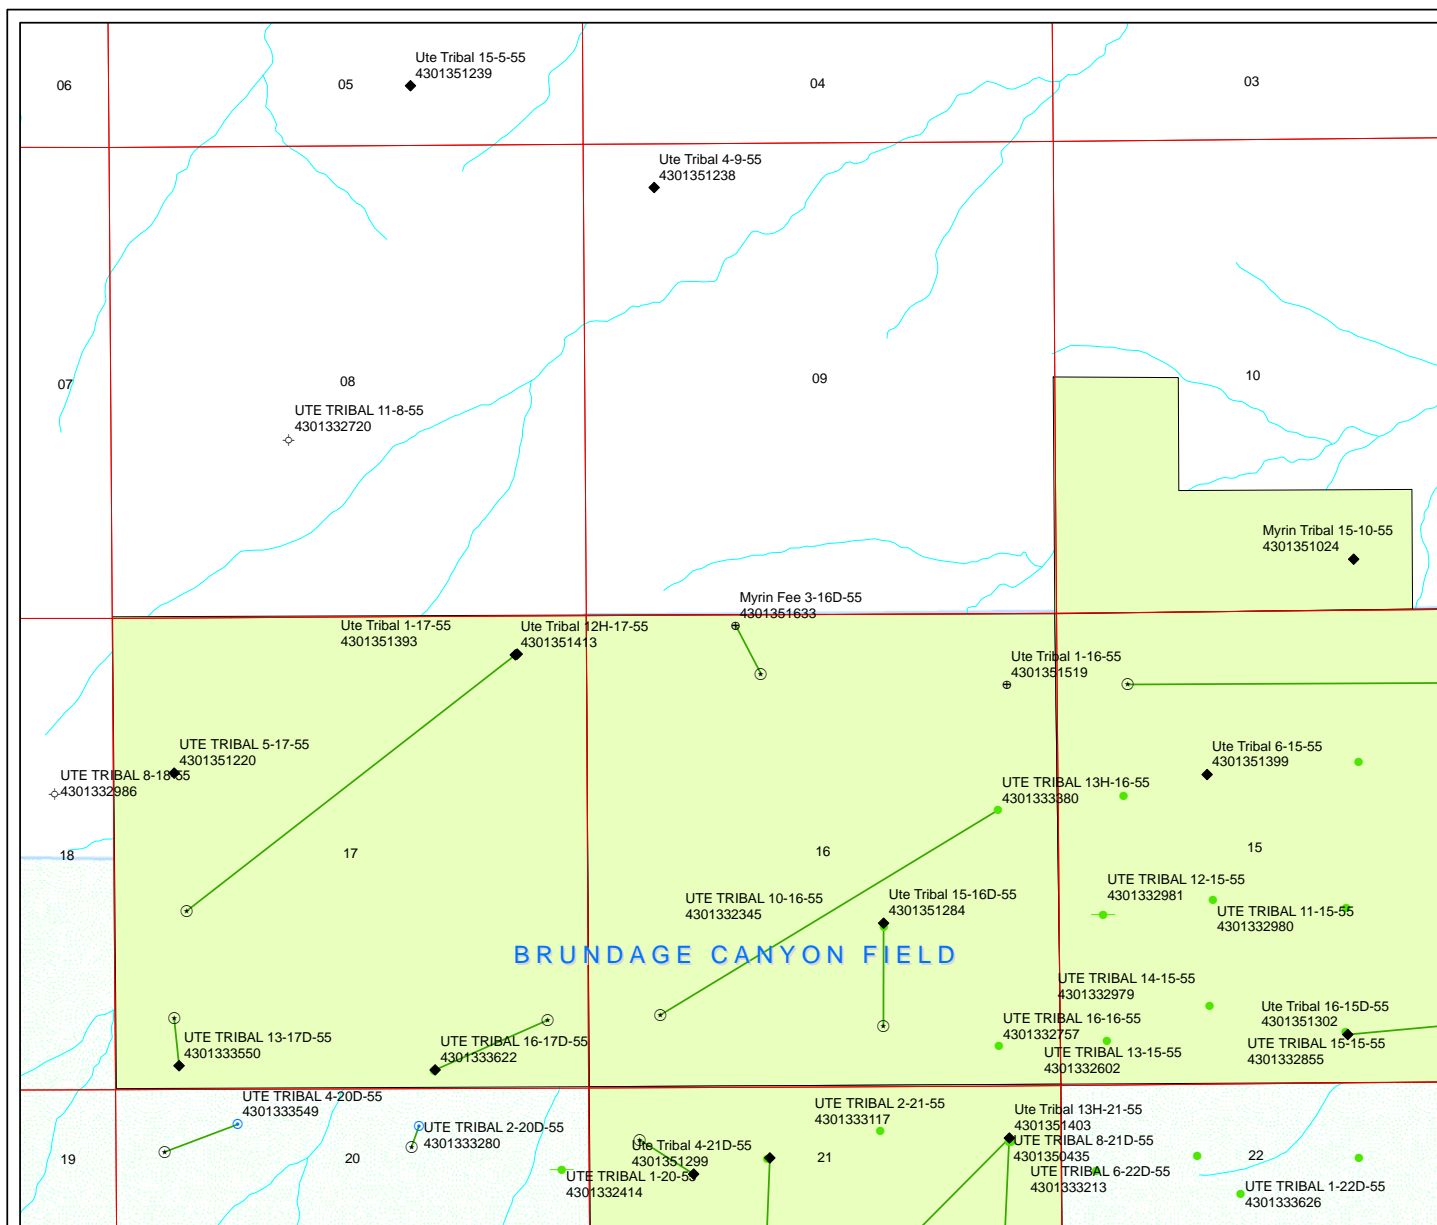 Ute Tribal 15-5-55
4301351239
06
05
04
03
Ute Tribal 4-9-55
4301351238
07
08
09
10
UTE TRIBAL 11-8-55
4301332720
Myrin Tribal 15-10-55
4301351024
Myrin Fee 3-16D-55
4301351633
Ute Tribal 1-17-55
4301351393
Ute Tribal 12H-17-55
4301351413
Ute Tribal 1-16-55
4301351519
UTE TRIBAL 5-17-55
4301351220
Ute Tribal 6-15-55
4301351399
UTE TRIBAL 8-18-55
4301332986
UTE TRIBAL 13H-16-55
4301333380
18
17
16
15
UTE TRIBAL 10-16-55
4301332345
Ute Tribal 15-16D-55
4301351284
UTE TRIBAL 12-15-55
4301332981
UTE TRIBAL 11-15-55
4301332980
BRUNDAGE CANYON FIELD
UTE TRIBAL 14-15-55
4301332979
UTE TRIBAL 16-16-55
4301332757
Ute Tribal 16-15D-55
4301351302
UTE TRIBAL 13-17D-55
4301333550
UTE TRIBAL 16-17D-55
4301333622
UTE TRIBAL 13-15-55
4301332602
UTE TRIBAL 15-15-55
4301332855
UTE TRIBAL 4-20D-55
4301333549
UTE TRIBAL 2-20D-55
4301333280
UTE TRIBAL 2-21-55
4301333117
Ute Tribal 13H-21-55
4301351403
UTE TRIBAL 8-21D-55
4301350435
19
20
Ute Tribal 4-21D-55
4301351299
21
22
UTE TRIBAL 1-20-55
4301332414
UTE TRIBAL 6-22D-55
4301333213
UTE TRIBAL 1-22D-55
4301333626